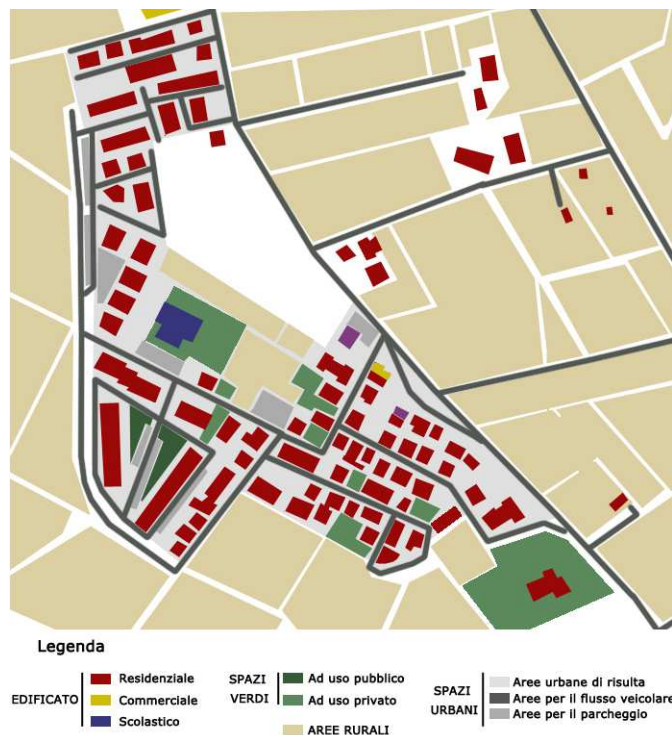 Legenda
EDIFICATO
Residenziale
Commerciale
Scolastico
SPAZI
VERDI
Ad uso pubblico
Ad uso privato
AREE RURALI
SPAZI
URBANI
Aree urbane di risulta
Aree per il flusso veicolare
Aree per il parcheggio